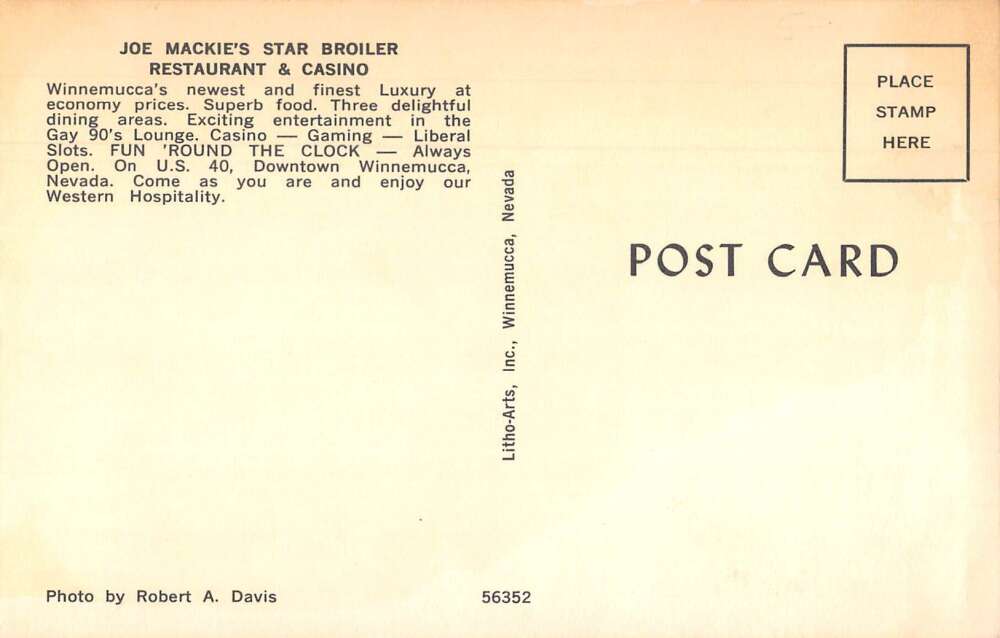 JOE MACKIE'S STAR BROILER
RESTAURANT & CASINO
Winnemucca's newest and finest Luxury at
economy prices. Superb food. Three delightful
dining areas. Exciting entertainment in the
Gay 90's Lounge. Casino — Gaming — Liberal
Slots. FUN 'ROUND THE CLOCK — Always
Open. On U.S. 40, Downtown Winnemucca,
Nevada. Come as you are and enjoy our
Western Hospitality.
Photo by Robert A. Davis
56352
Litho-Arts, Inc., Winnemucca, Nevada
PLACE
STAMP
HERE
POST CARD